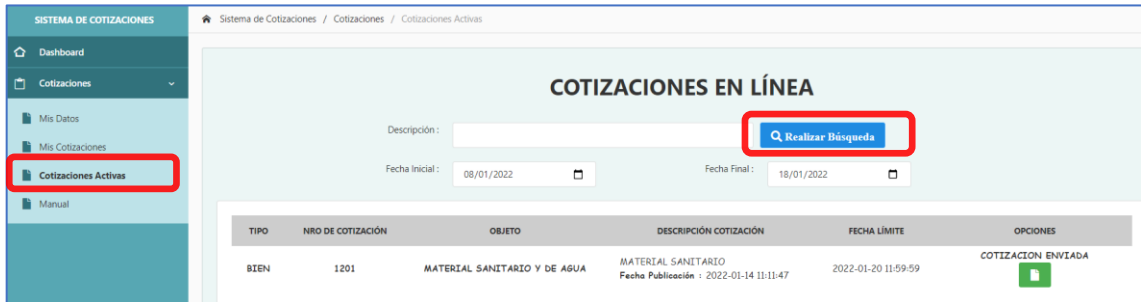 SISTEMA DE COTIZACIONES
Sistema de Cotizaciones / Cotizaciones / Cotizaciones Activas
Dashboard
Cotizaciones
Mis Datos
Mis Cotizaciones
Cotizaciones Activas
Manual
COTIZACIONES EN LÍNEA
Descripción :
Realizar Búsqueda
Fecha Inicial : 08/01/2022 Fecha Final : 18/01/2022
TIPO NRO DE COTIZACIÓN OBJETO DESCRIPCIÓN COTIZACIÓN FECHA LÍMITE OPCIONES
BIEN 1201 MATERIAL SANITARIO Y DE AGUA MATERIAL SANITARIO 2022-01-20 11:59:59 COTIZACION ENVIADA
Fecha Publicación : 2022-01-14 11:11:47